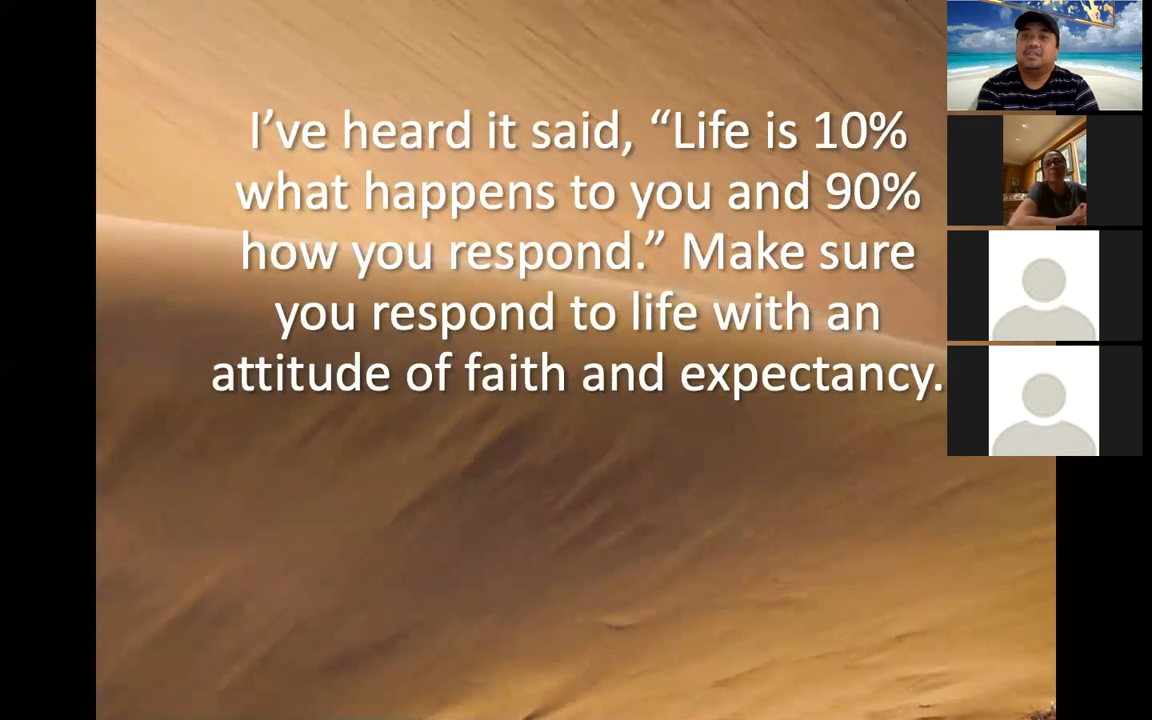 I’ve heard it said, “Life is 10%
what happens to you and 90%
how you respond.” Make sure
you respond to life with an
attitude of faith and expectancy.